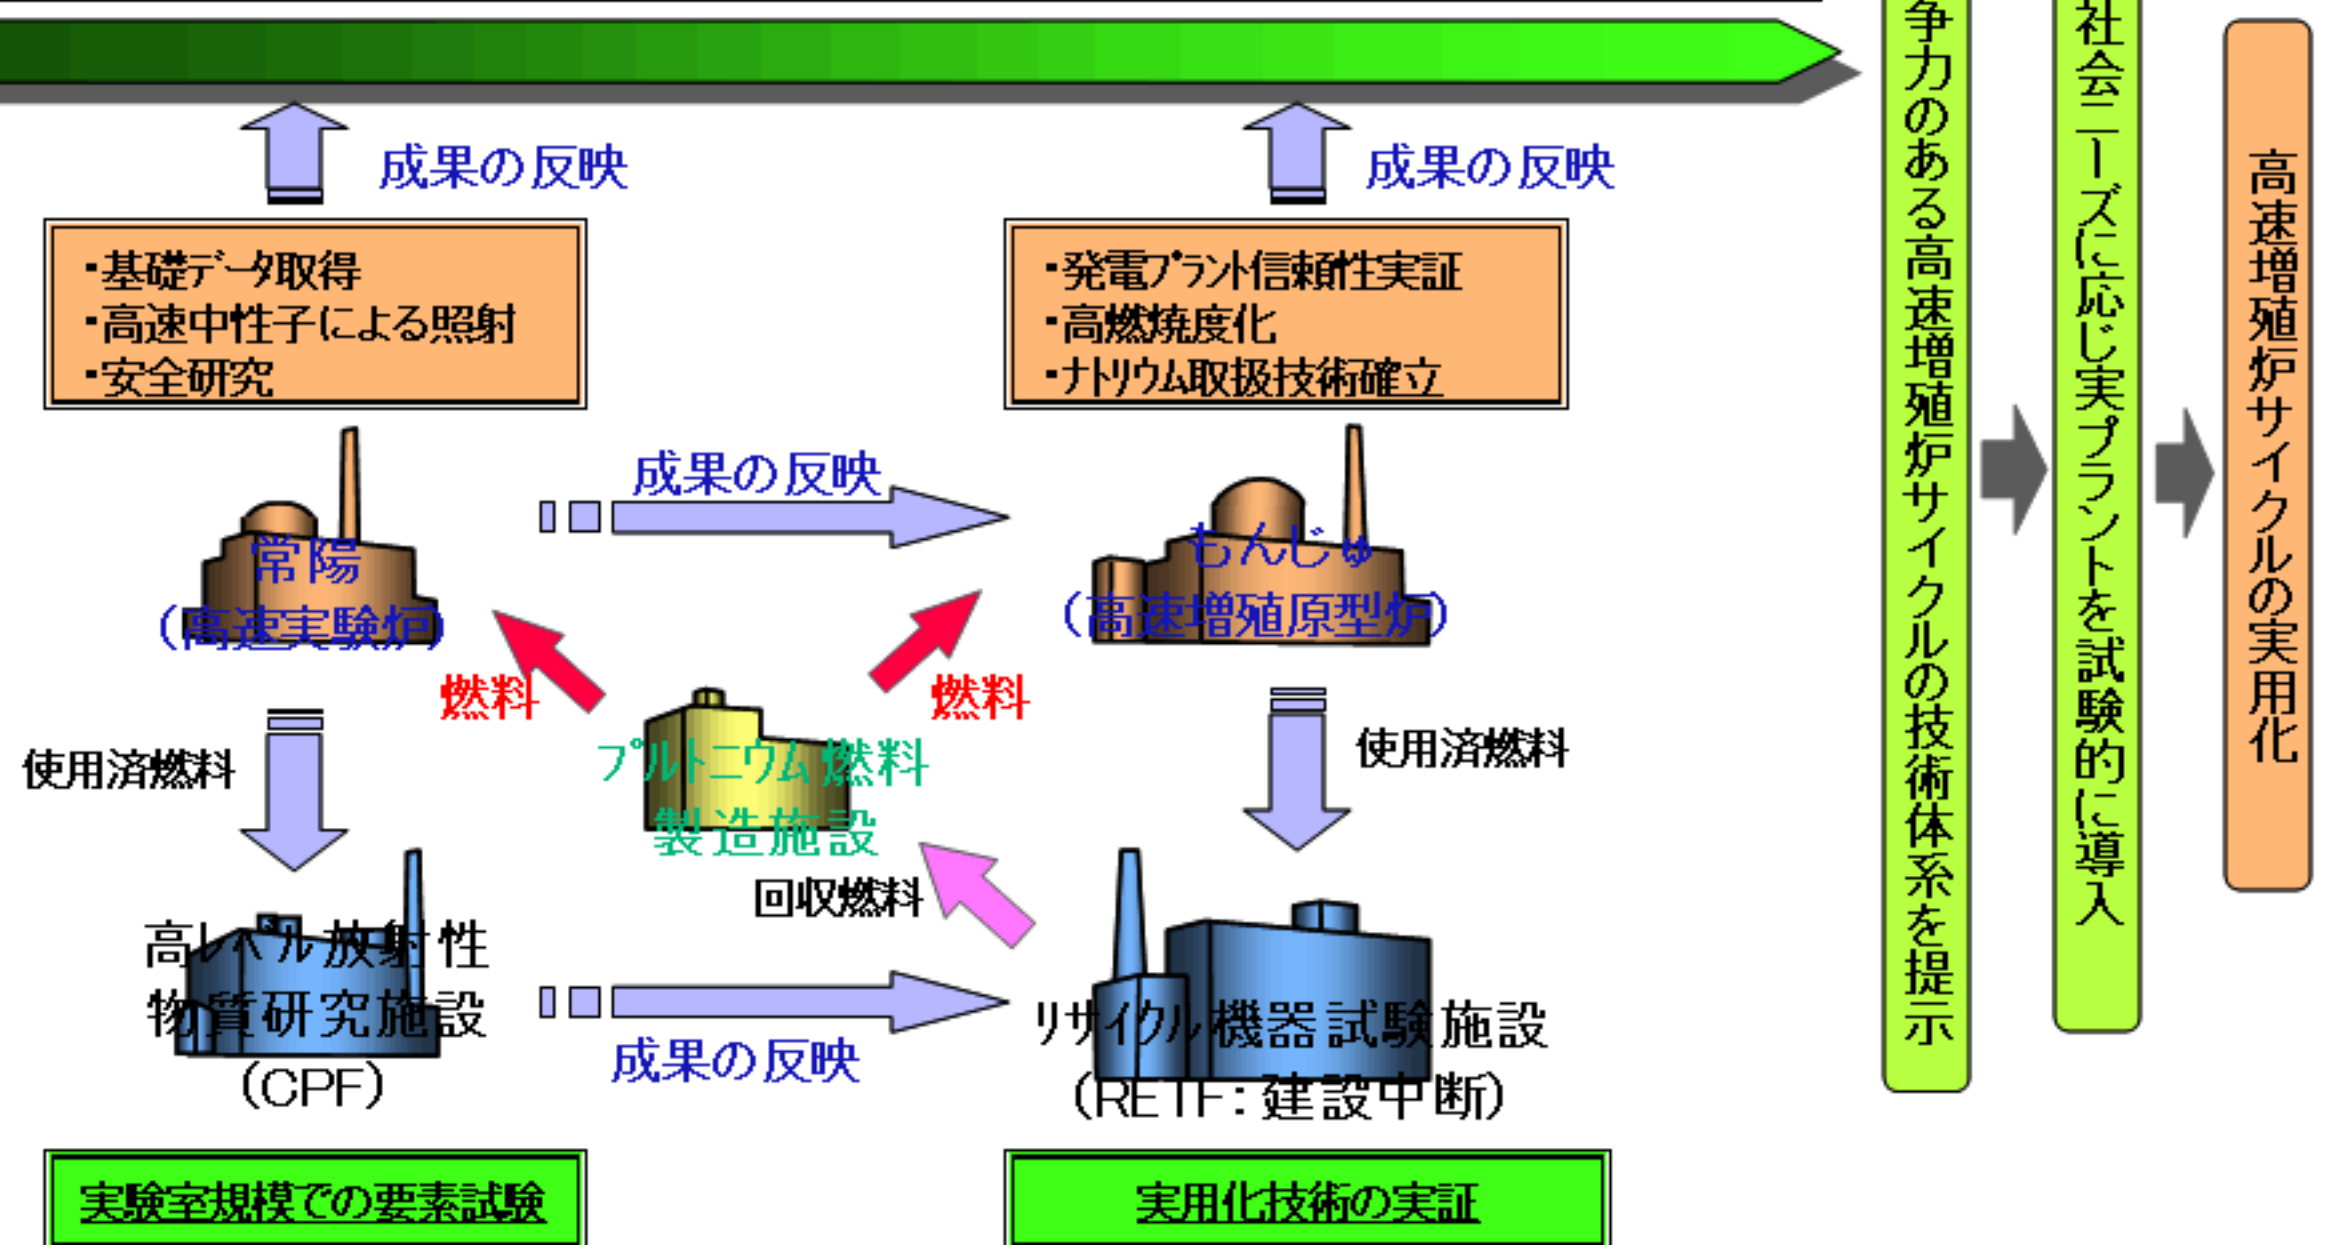 成果の反映
成果の反映
・基礎データ取得
・高速中性子による照射
・安全研究
・発電プラント信頼性実証
・高燃焼度化
・ナトリウム取扱技術確立
成果の反映
常陽
(高速実験炉)
もんじゅ
(高速増殖原型炉)
燃料
燃料
使用済燃料
プルトニウム燃料
製造施設
使用済燃料
回収燃料
高レベル放射性
物質研究施設
(CPF)
成果の反映
リサイクル機器試験施設
(RETF:建設中断)
実験室規模での要素試験
実用化技術の実証
争力のある高速増殖炉サイクルの技術体系を提示
社会ニーズに応じ実プラントを試験的に導入
高速増殖炉サイクルの実用化